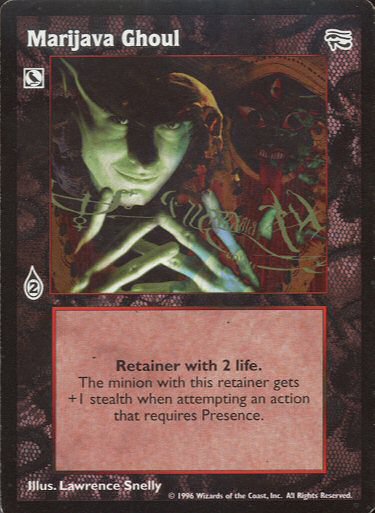 Marijava Ghoul
2
Retainer with 2 life.
The minion with this retainer gets
+1 stealth when attempting an action
that requires Presence.
Illus. Lawrence Snelly
© 1996 Wizards of the Coast, Inc. All Rights Reserved.